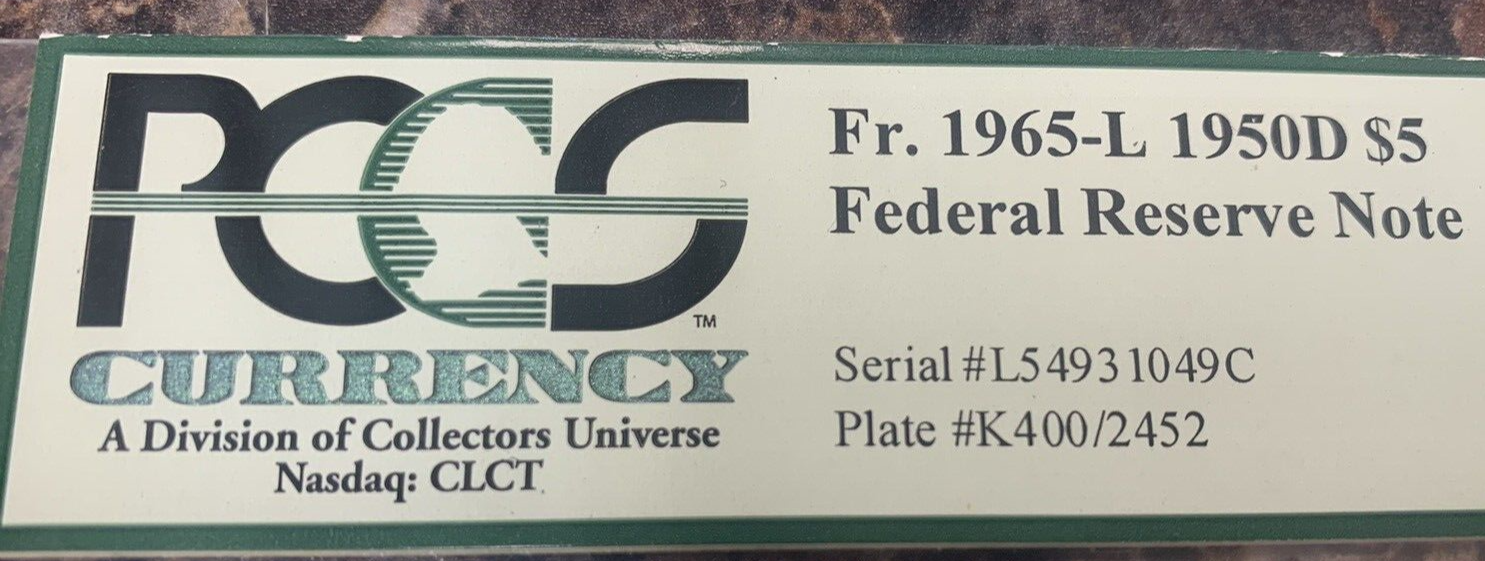 PCGS
TM
CURRENCY
A Division of Collectors Universe
Nasdaq: CLCT
Fr. 1965-L 1950D $5
Federal Reserve Note
Serial #L54931049C
Plate #K400/2452